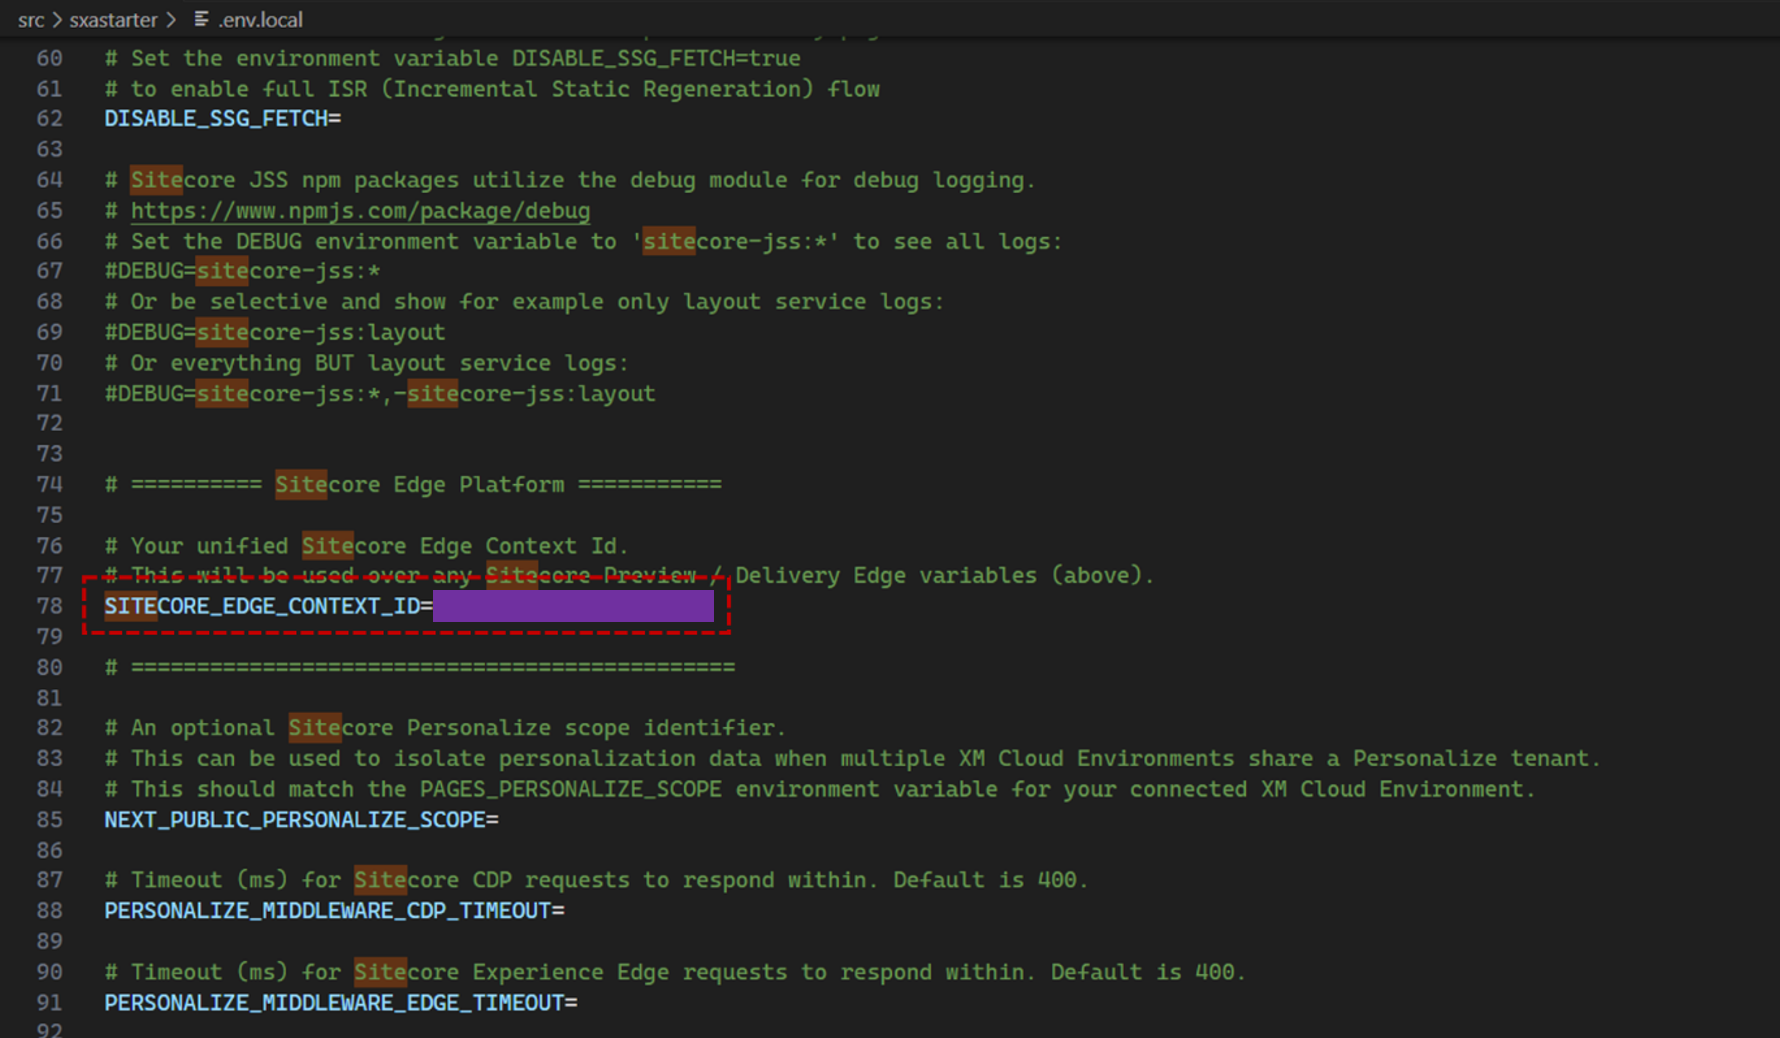 src > sxastarter > .env.local
60 # Set the environment variable DISABLE_SSG_FETCH=true
61 # to enable full ISR (Incremental Static Regeneration) flow
62 DISABLE_SSG_FETCH=
63
64 # Sitecore JSS npm packages utilize the debug module for debug logging.
65 # https://www.npmjs.com/package/debug
66 # Set the DEBUG environment variable to 'sitecore-jss:*' to see all logs:
67 #DEBUG=sitecore-jss:*
68 # Or be selective and show for example only layout service logs:
69 #DEBUG=sitecore-jss:layout
70 # Or everything BUT layout service logs:
71 #DEBUG=sitecore-jss:*,-sitecore-jss:layout
72
73
74 # ========== Sitecore Edge Platform ===========
75
76 # Your unified Sitecore Edge Context Id.
77 # This will be used over any Sitecore Preview / Delivery Edge variables (above).
78 SITECORE_EDGE_CONTEXT_ID=
79
80 # ==============================================
81
82 # An optional Sitecore Personalize scope identifier.
83 # This can be used to isolate personalization data when multiple XM Cloud Environments share a Personalize tenant.
84 # This should match the PAGES_PERSONALIZE_SCOPE environment variable for your connected XM Cloud Environment.
85 NEXT_PUBLIC_PERSONALIZE_SCOPE=
86
87 # Timeout (ms) for Sitecore CDP requests to respond within. Default is 400.
88 PERSONALIZE_MIDDLEWARE_CDP_TIMEOUT=
89
90 # Timeout (ms) for Sitecore Experience Edge requests to respond within. Default is 400.
91 PERSONALIZE_MIDDLEWARE_EDGE_TIMEOUT=
92